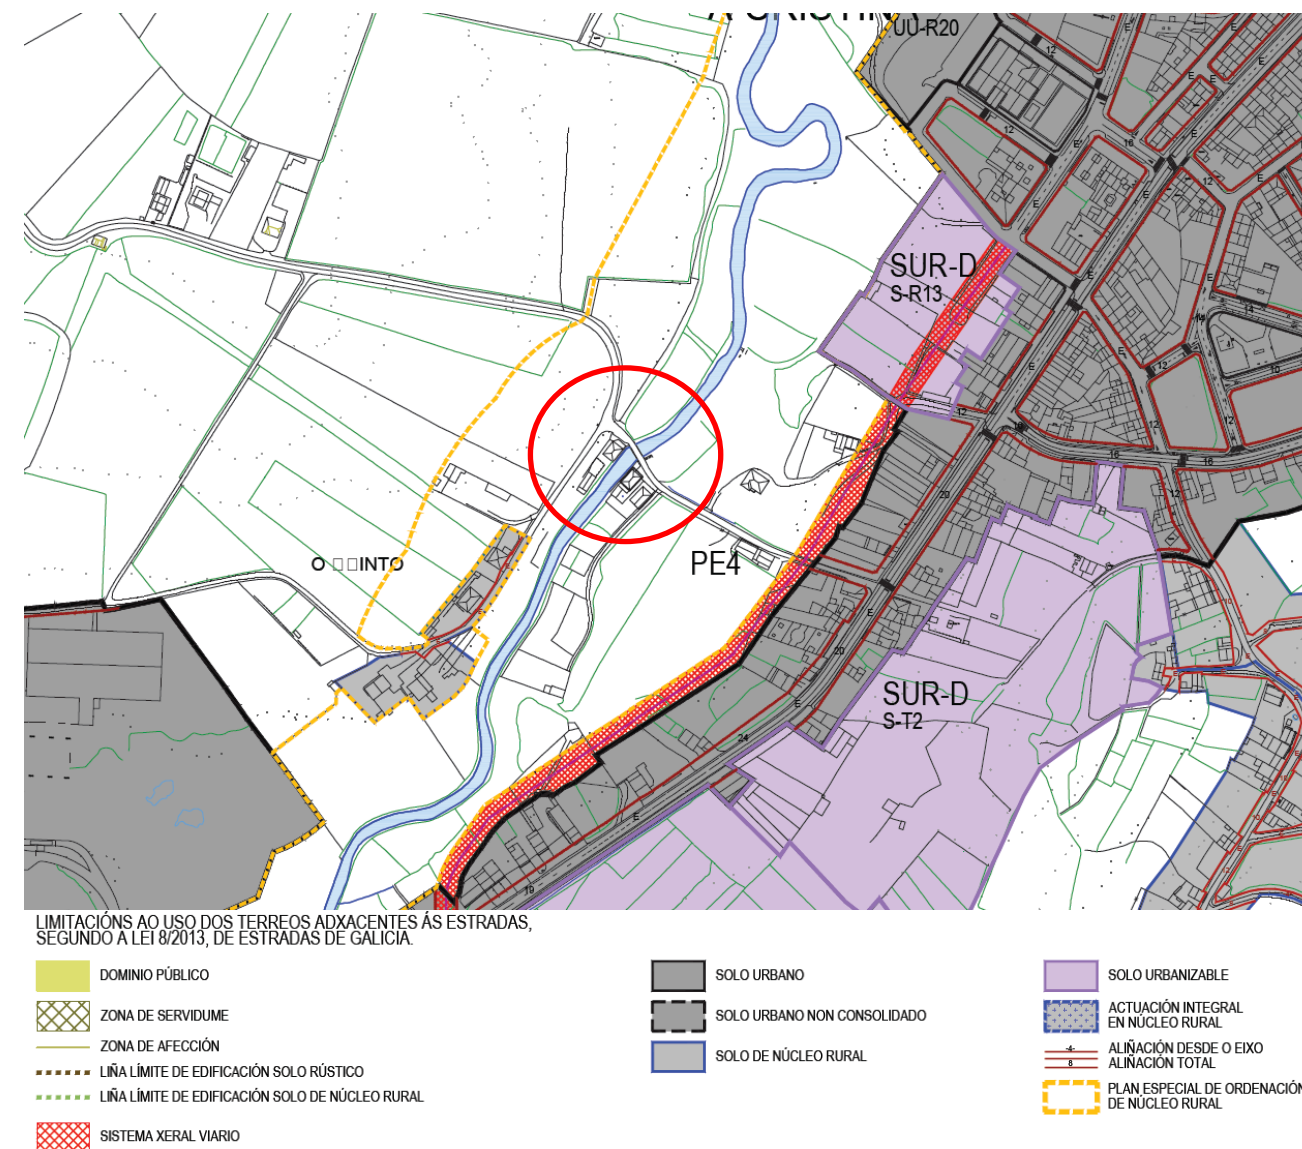 UU-R20
SUR-D
S-R13
PE4
SUR-D
S-T2
LIMITACIÓNS AO USO DOS TERREOS ADXACENTES ÁS ESTRADAS,
SEGUNDO A LEI 8/2013, DE ESTRADAS DE GALICIA.
DOMINIO PÚBLICO
ZONA DE SERVIDUME
ZONA DE AFECCIÓN
LIÑA LÍMITE DE EDIFICACIÓN SOLO RÚSTICO
LIÑA LÍMITE DE EDIFICACIÓN SOLO DE NÚCLEO RURAL
SISTEMA XERAL VIARIO
SOLO URBANO
SOLO URBANO NON CONSOLIDADO
SOLO DE NÚCLEO RURAL
SOLO URBANIZABLE
ACTUACIÓN INTEGRAL
EN NÚCLEO RURAL
-4- ALIÑACIÓN DESDE O EIXO
8 ALIÑACIÓN TOTAL
PLAN ESPECIAL DE ORDENACIÓN
DE NÚCLEO RURAL